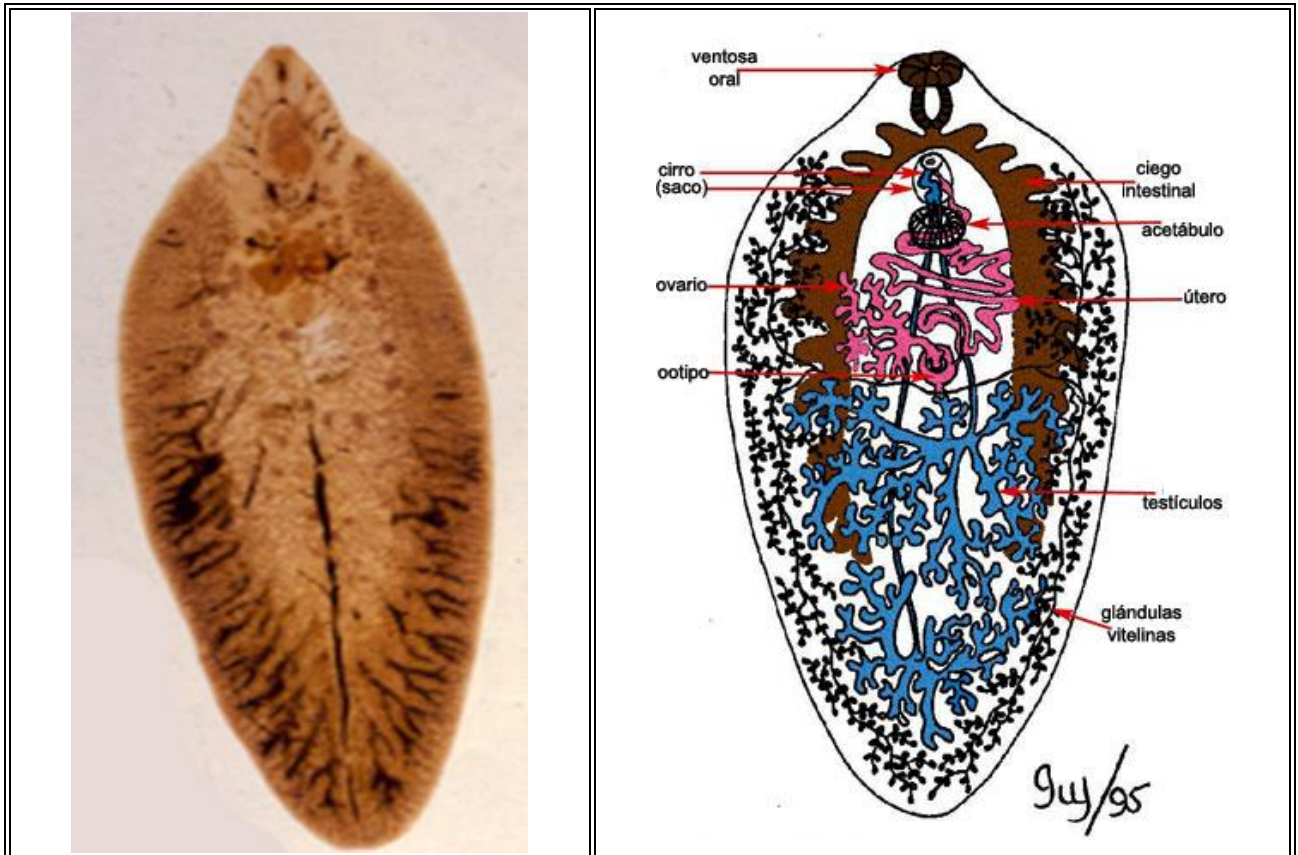 ventosa
oral
cirro
(saco)
ciego
intestinal
acetábulo
ovario
útero
ootipo
testículos
glándulas
vitelinas
guy/95